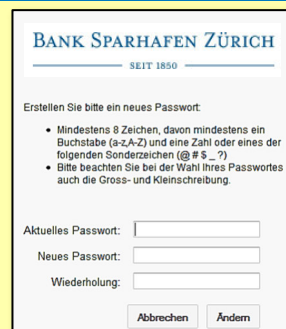 BANK SPARHAFEN ZÜRICH
SEIT 1850
Erstellen Sie bitte ein neues Passwort:
• Mindestens 8 Zeichen, davon mindestens ein
Buchstabe (a-z,A-Z) und eine Zahl oder eines der
folgenden Sonderzeichen (@ # $ _ ?)
• Bitte beachten Sie bei der Wahl Ihres Passwortes
auch die Gross- und Kleinschreibung.
Aktuelles Passwort:
Neues Passwort:
Wiederholung:
Abbrechen Ändern